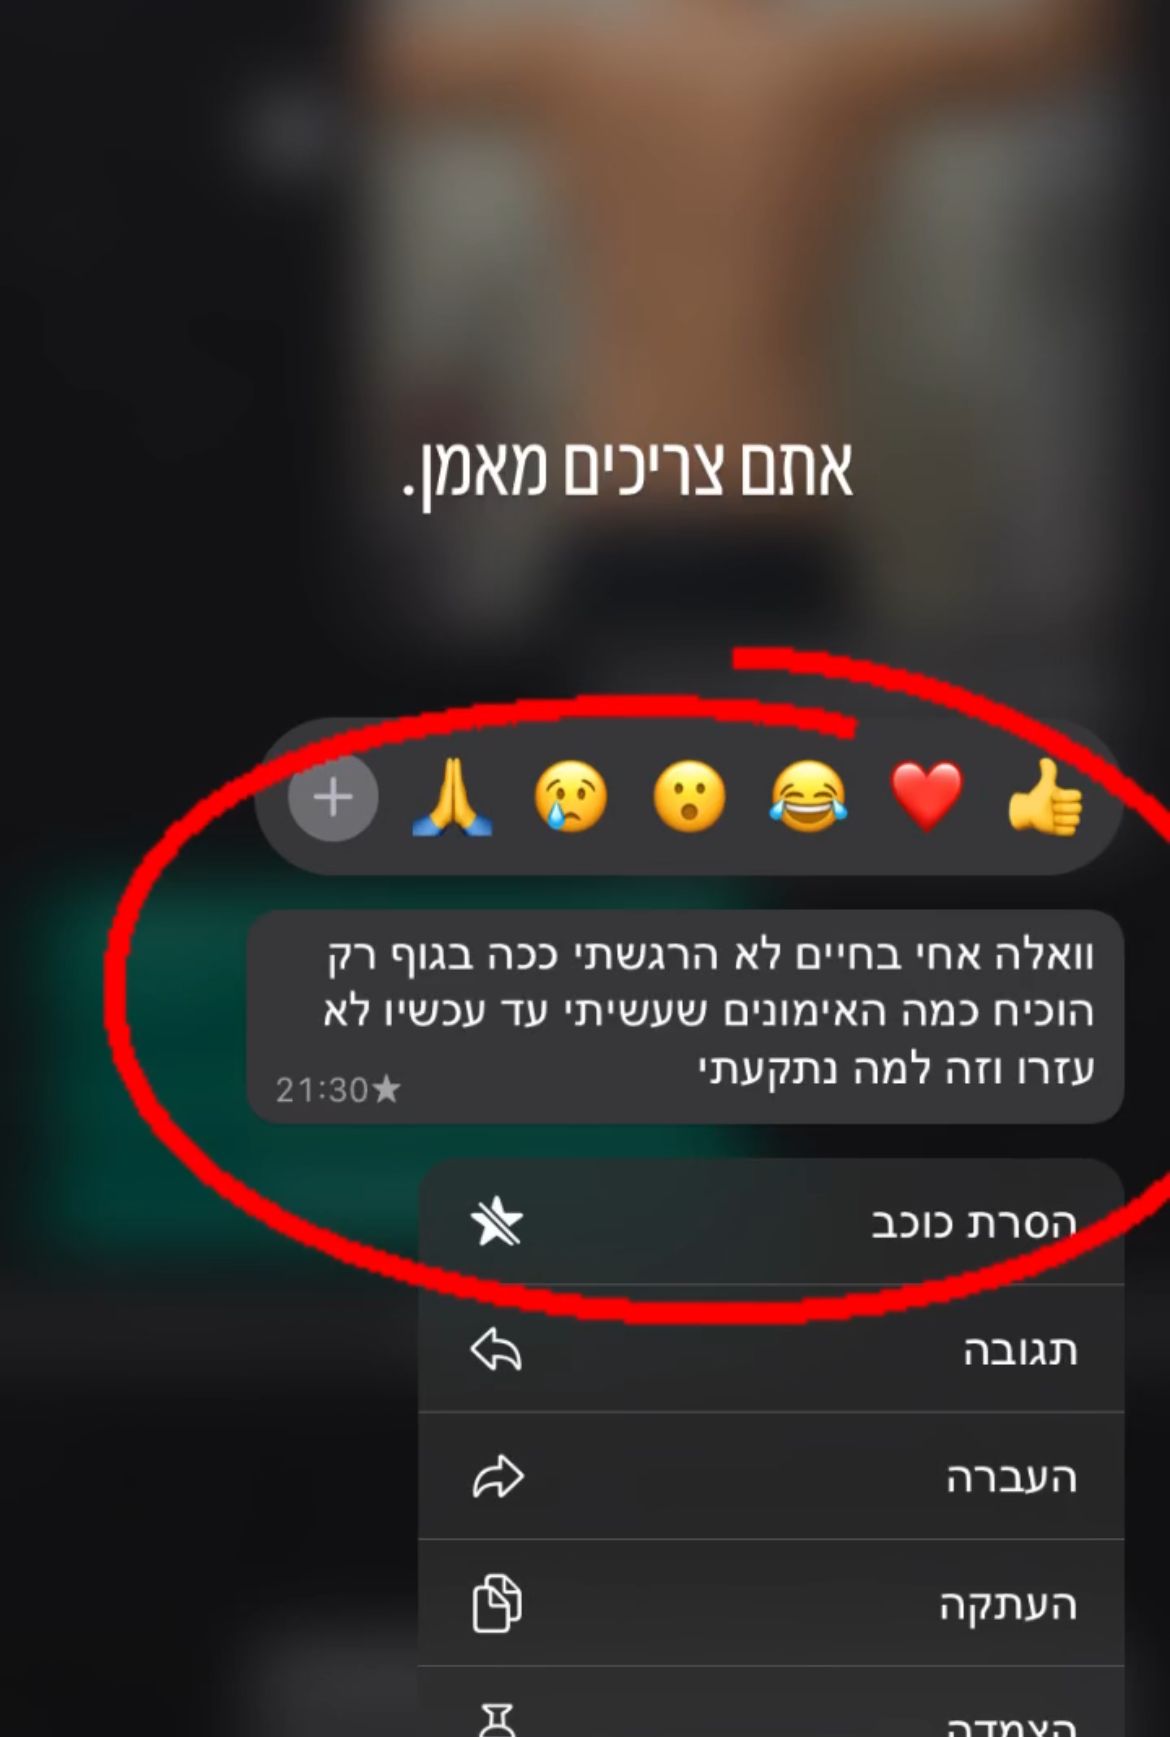 אתם צריכים מאמן.
וואלה אחי בחיים לא הרגשתי ככה בגוף רק
הוכיח כמה האימונים שעשיתי עד עכשיו לא
עזרו וזה למה נתקעתי
21:30
הסרת כוכב
תגובה
העברה
העתקה
הצמדה